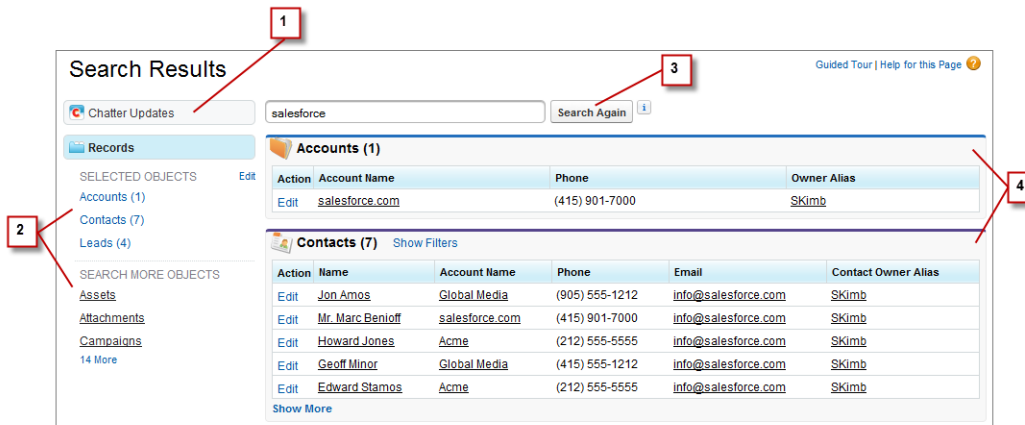 1
Search Results
3
Guided Tour | Help for this Page ?
Chatter Updates
salesforce
Search Again
i
Records
SELECTED OBJECTS Edit
Accounts (1)
Contacts (7)
Leads (4)
2
SEARCH MORE OBJECTS
Assets
Attachments
Campaigns
14 More
Accounts (1)
Action Account Name Phone Owner Alias
Edit salesforce.com (415) 901-7000 SKimb
4
Contacts (7) Show Filters
Action Name Account Name Phone Email Contact Owner Alias
Edit Jon Amos Global Media (905) 555-1212 info@salesforce.com SKimb
Edit Mr. Marc Benioff salesforce.com (415) 901-7000 info@salesforce.com SKimb
Edit Howard Jones Acme (212) 555-5555 info@salesforce.com SKimb
Edit Geoff Minor Global Media (415) 555-1212 info@salesforce.com SKimb
Edit Edward Stamos Acme (212) 555-5555 info@salesforce.com SKimb
Show More